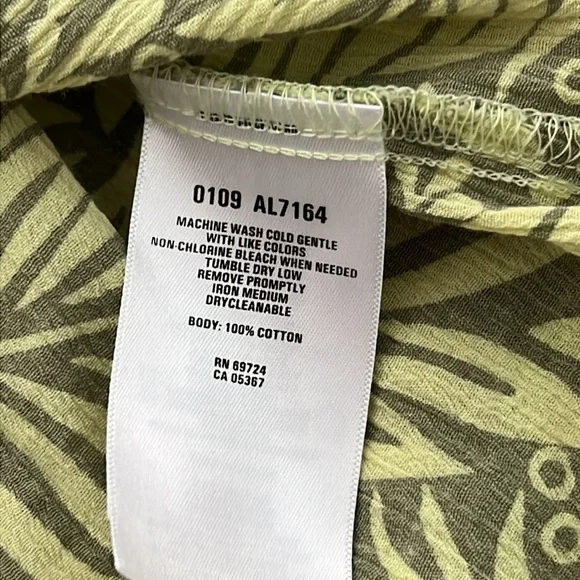 0109 AL7164
MACHINE WASH COLD GENTLE
WITH LIKE COLORS
NON-CHLORINE BLEACH WHEN NEEDED
TUMBLE DRY LOW
REMOVE PROMPTLY
IRON MEDIUM
DRYCLEANABLE
BODY: 100% COTTON
RN 69724
CA 05367